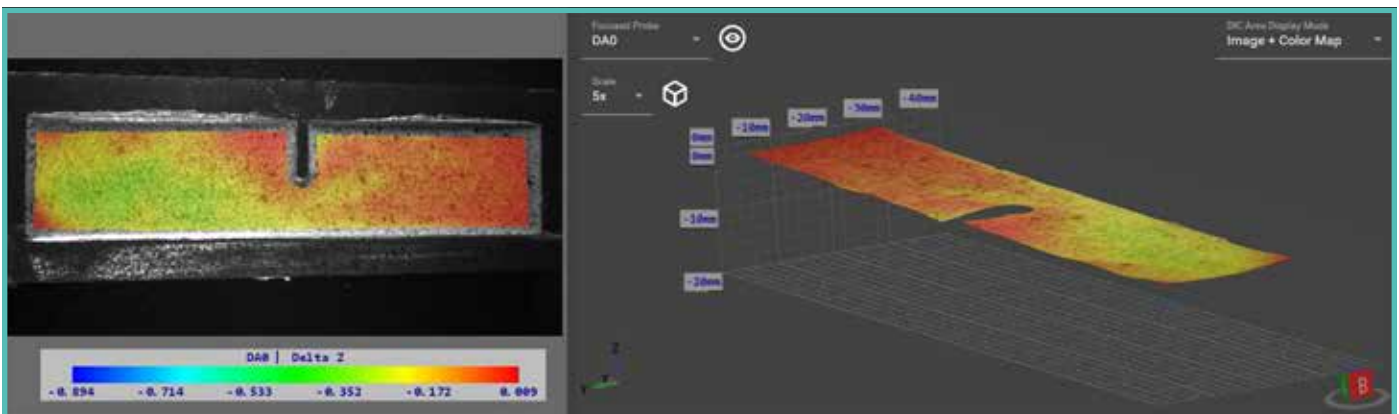 Focused Probe
DA0
DIC Area Display Mode
Image + Color Map
Scale
5x
-10mm
-20mm
-30mm
-40mm
0mm
0mm
-10mm
-20mm
DA0 | Delta Z
-0.894 -0.714 -0.533 -0.352 -0.172 0.009
Z
B